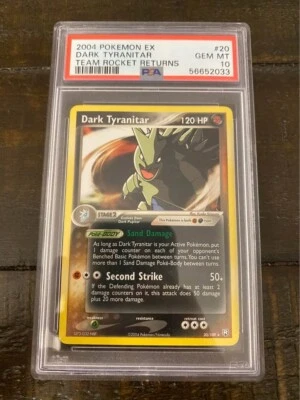 2004 POKEMON EX #20
DARK TYRANITAR GEM MT
TEAM ROCKET RETURNS 10
PSA 56652033
Dark Tyranitar 120 HP
STAGE 2
Poké-BODY Sand Damage
As long as Dark Tyranitar is your Active Pokémon, put
1 damage counter on each of your opponent's
Benched Basic Pokémon between turns. You can't use
more than 1 Sand Damage Poké-Body between turns.
Second Strike 50+
If the Defending Pokémon already has at least 2
damage counters on it, this attack does 50 damage
plus 20 more damage.
weakness resistance retreat cost